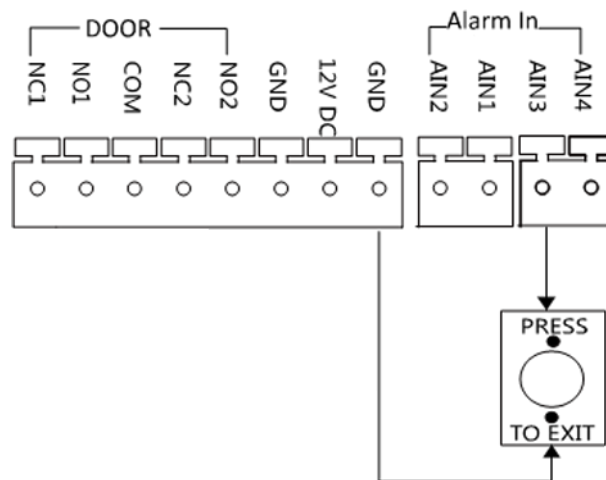 DOOR
Alarm In
NC1
NO1
COM
NC2
NO2
GND
12V DC
GND
AIN2
AIN1
AIN3
AIN4
PRESS
TO EXIT